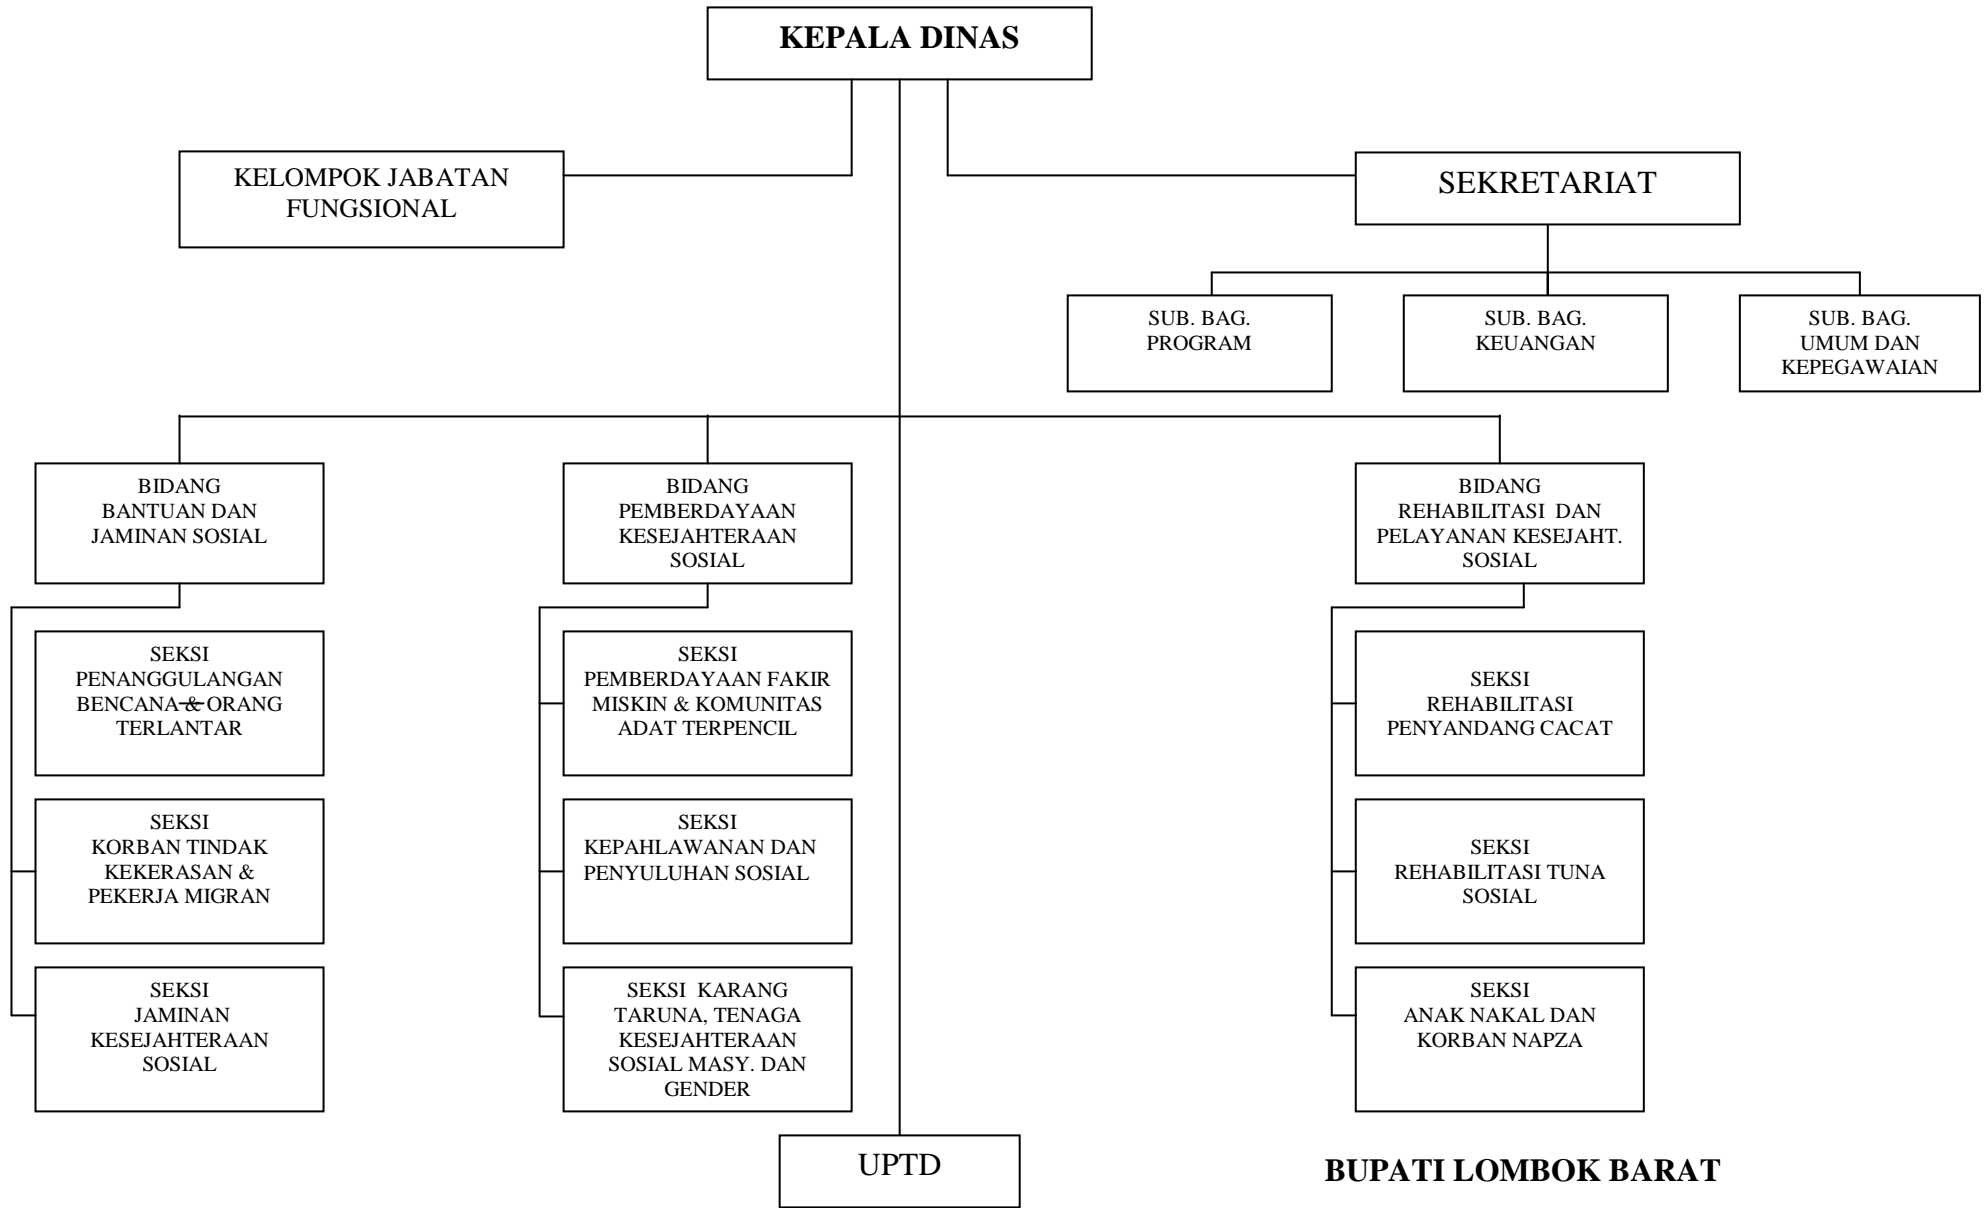 KEPALA DINAS
KELOMPOK JABATAN
FUNGSIONAL
SEKRETARIAT
SUB. BAG.
PROGRAM
SUB. BAG.
KEUANGAN
SUB. BAG.
UMUM DAN
KEPEGAWAIAN
BIDANG
BANTUAN DAN
JAMINAN SOSIAL
BIDANG
PEMBERDAYAAN
KESEJAHTERAAN
SOSIAL
BIDANG
REHABILITASI DAN
PELAYANAN KESEJAHT.
SOSIAL
SEKSI
PENANGGULANGAN
BENCANA & ORANG
TERLANTAR
SEKSI
PEMBERDAYAAN FAKIR
MISKIN & KOMUNITAS
ADAT TERPENCIL
SEKSI
REHABILITASI
PENYANDANG CACAT
SEKSI
KORBAN TINDAK
KEKERASAN &
PEKERJA MIGRAN
SEKSI
KEPAHLAWANAN DAN
PENYULUHAN SOSIAL
SEKSI
REHABILITASI TUNA
SOSIAL
SEKSI
JAMINAN
KESEJAHTERAAN
SOSIAL
SEKSI KARANG
TARUNA, TENAGA
KESEJAHTERAAN
SOSIAL MASY. DAN
GENDER
SEKSI
ANAK NAKAL DAN
KORBAN NAPZA
UPTD
BUPATI LOMBOK BARAT